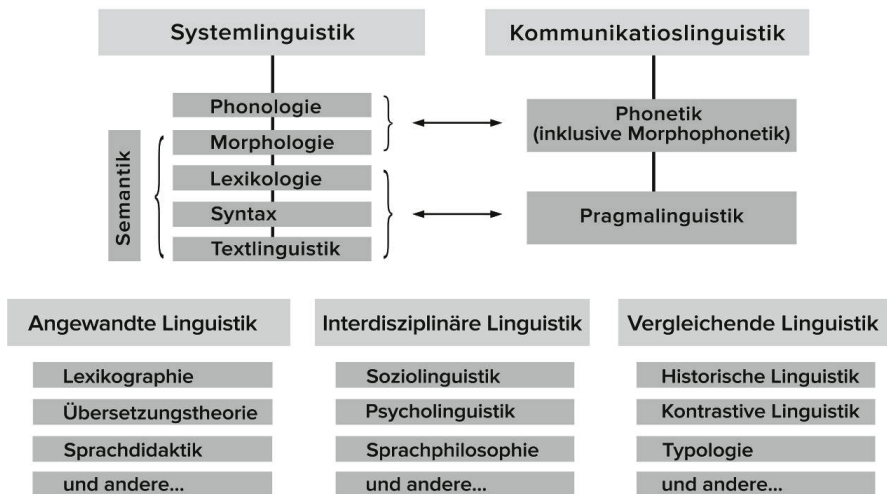 Systemlinguistik
Kommunikatioslinguistik
Phonologie
Morphologie
Lexikologie
Syntax
Textlinguistik
Semantik
Phonetik
(inklusive Morphophonetik)
Pragmalinguistik
Angewandte Linguistik
Lexikographie
Übersetzungstheorie
Sprachdidaktik
und andere...
Interdisziplinäre Linguistik
Soziolinguistik
Psycholinguistik
Sprachphilosophie
und andere...
Vergleichende Linguistik
Historische Linguistik
Kontrastive Linguistik
Typologie
und andere...